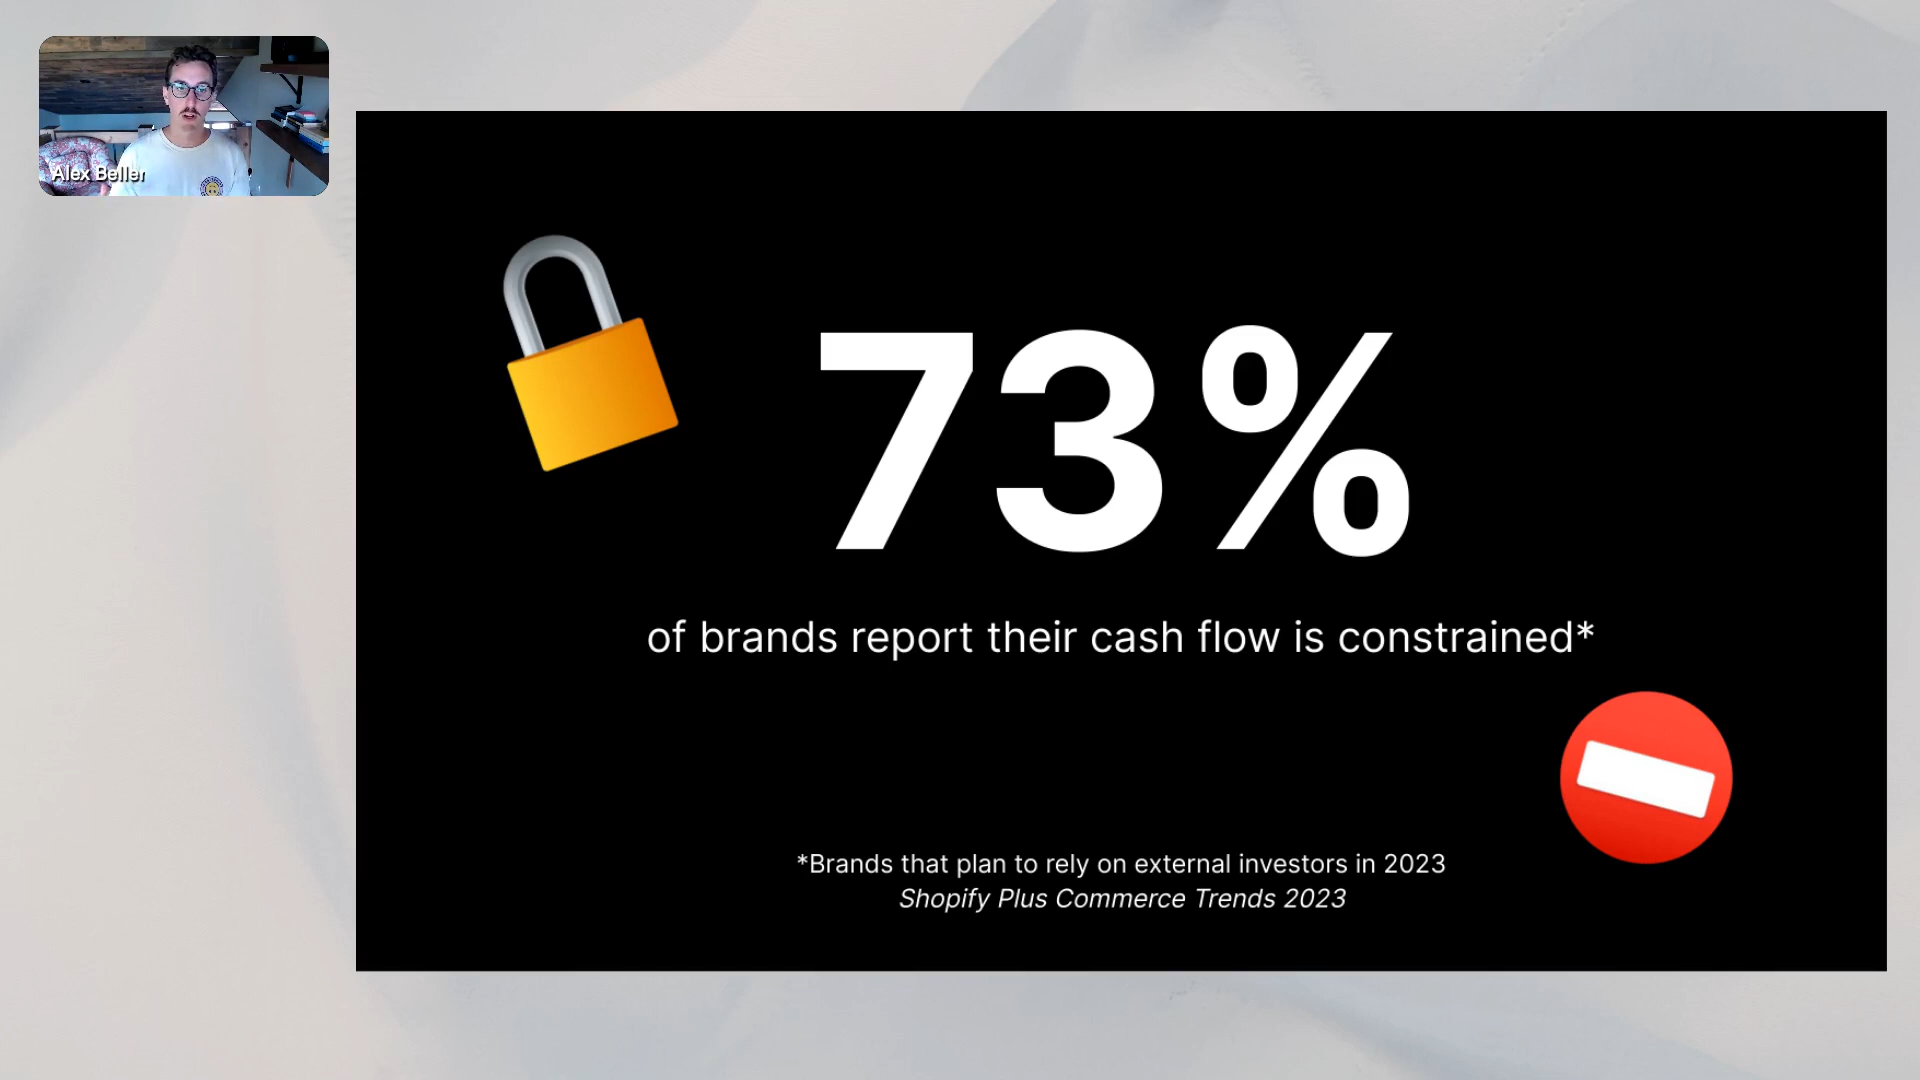 Alex Beller
73%
of brands report their cash flow is constrained*
*Brands that plan to rely on external investors in 2023
Shopify Plus Commerce Trends 2023